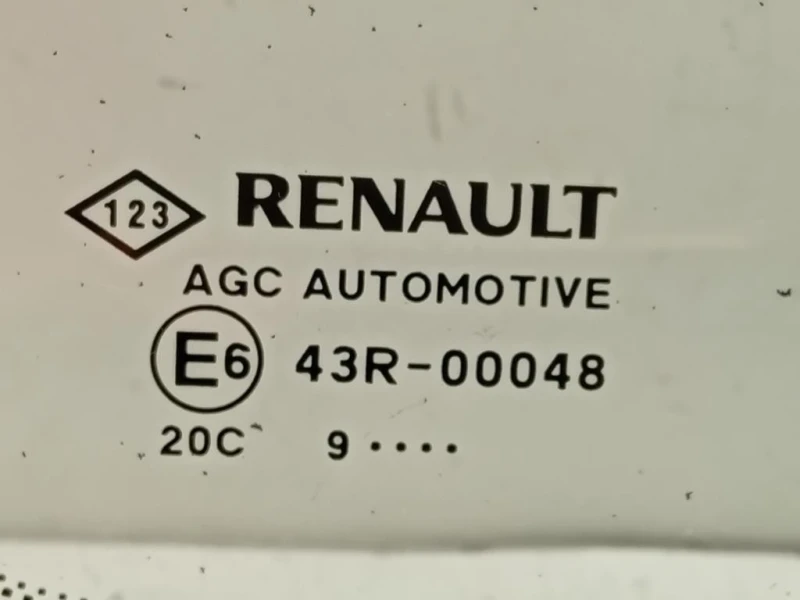 123 RENAULT
AGC AUTOMOTIVE
E6 43R-00048
20C 9 ····